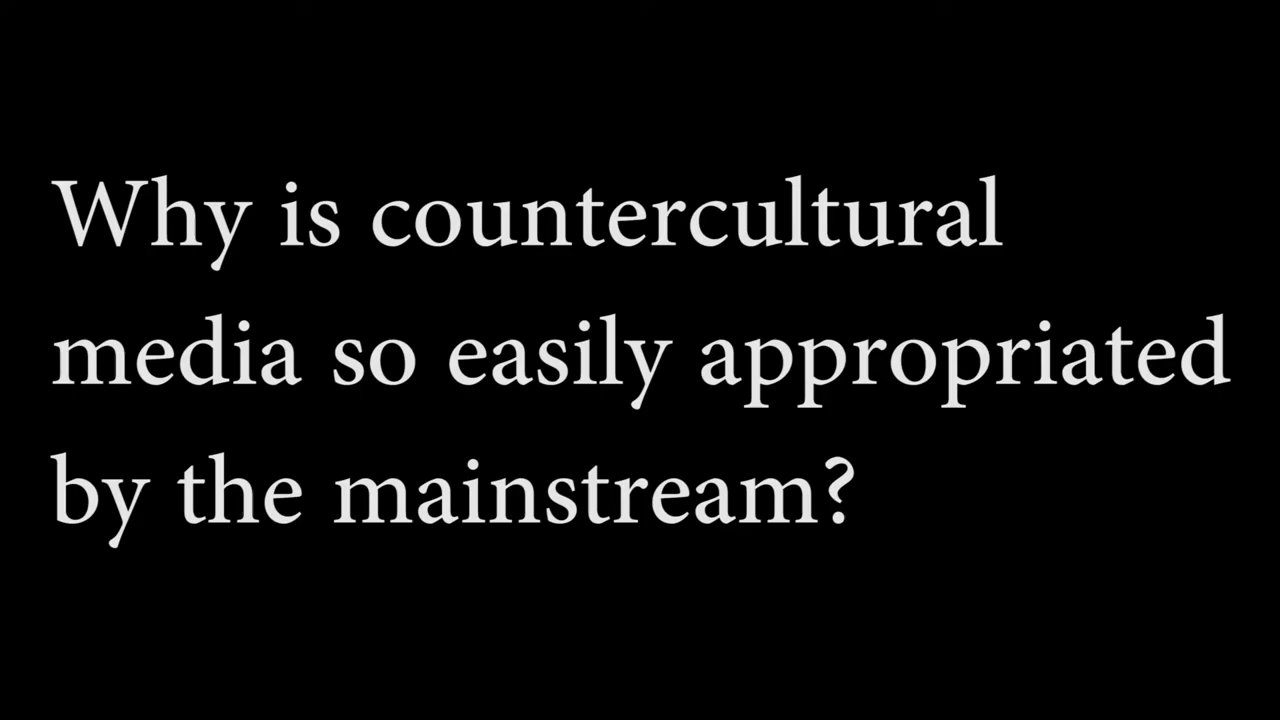 Why is countercultural
media so easily appropriated
by the mainstream?